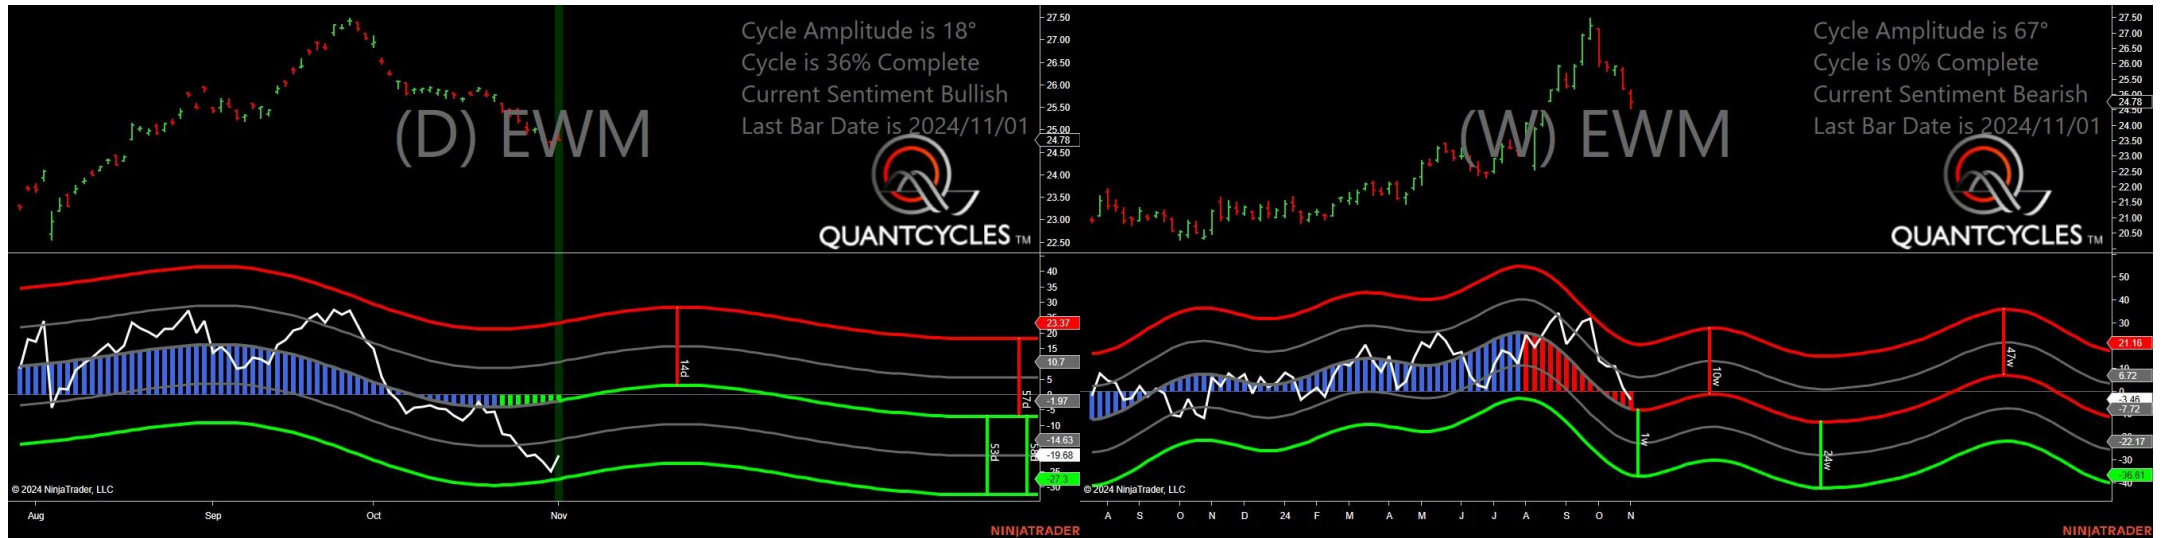 Cycle Amplitude is 18°
Cycle is 36% Complete
Current Sentiment Bullish
Last Bar Date is 2024/11/01
(D) EWM
QUANTCYCLES TM
27.50
27.00
26.50
26.00
25.50
25.00
24.78
24.50
24.00
23.50
23.00
22.50
40
35
30
23.37
20
15
10.7
5
-1.97
-5
-10
-14.63
-19.68
-27.3
-30
14d
57d
53d
© 2024 NinjaTrader, LLC
Aug
Sep
Oct
Nov
NINJATRADER
Cycle Amplitude is 67°
Cycle is 0% Complete
Current Sentiment Bearish
Last Bar Date is 2024/11/01
(W) EWM
QUANTCYCLES TM
27.50
27.00
26.50
26.00
25.50
24.78
24.50
24.00
23.50
23.00
22.50
22.00
21.50
21.00
20.50
50
40
30
21.16
6.72
-3.46
-7.72
-22.17
-30
-36.61
-40
10w
47w
1w
24w
© 2024 NinjaTrader, LLC
A S O N D 24 F M A M J J A S O N
NINJATRADER